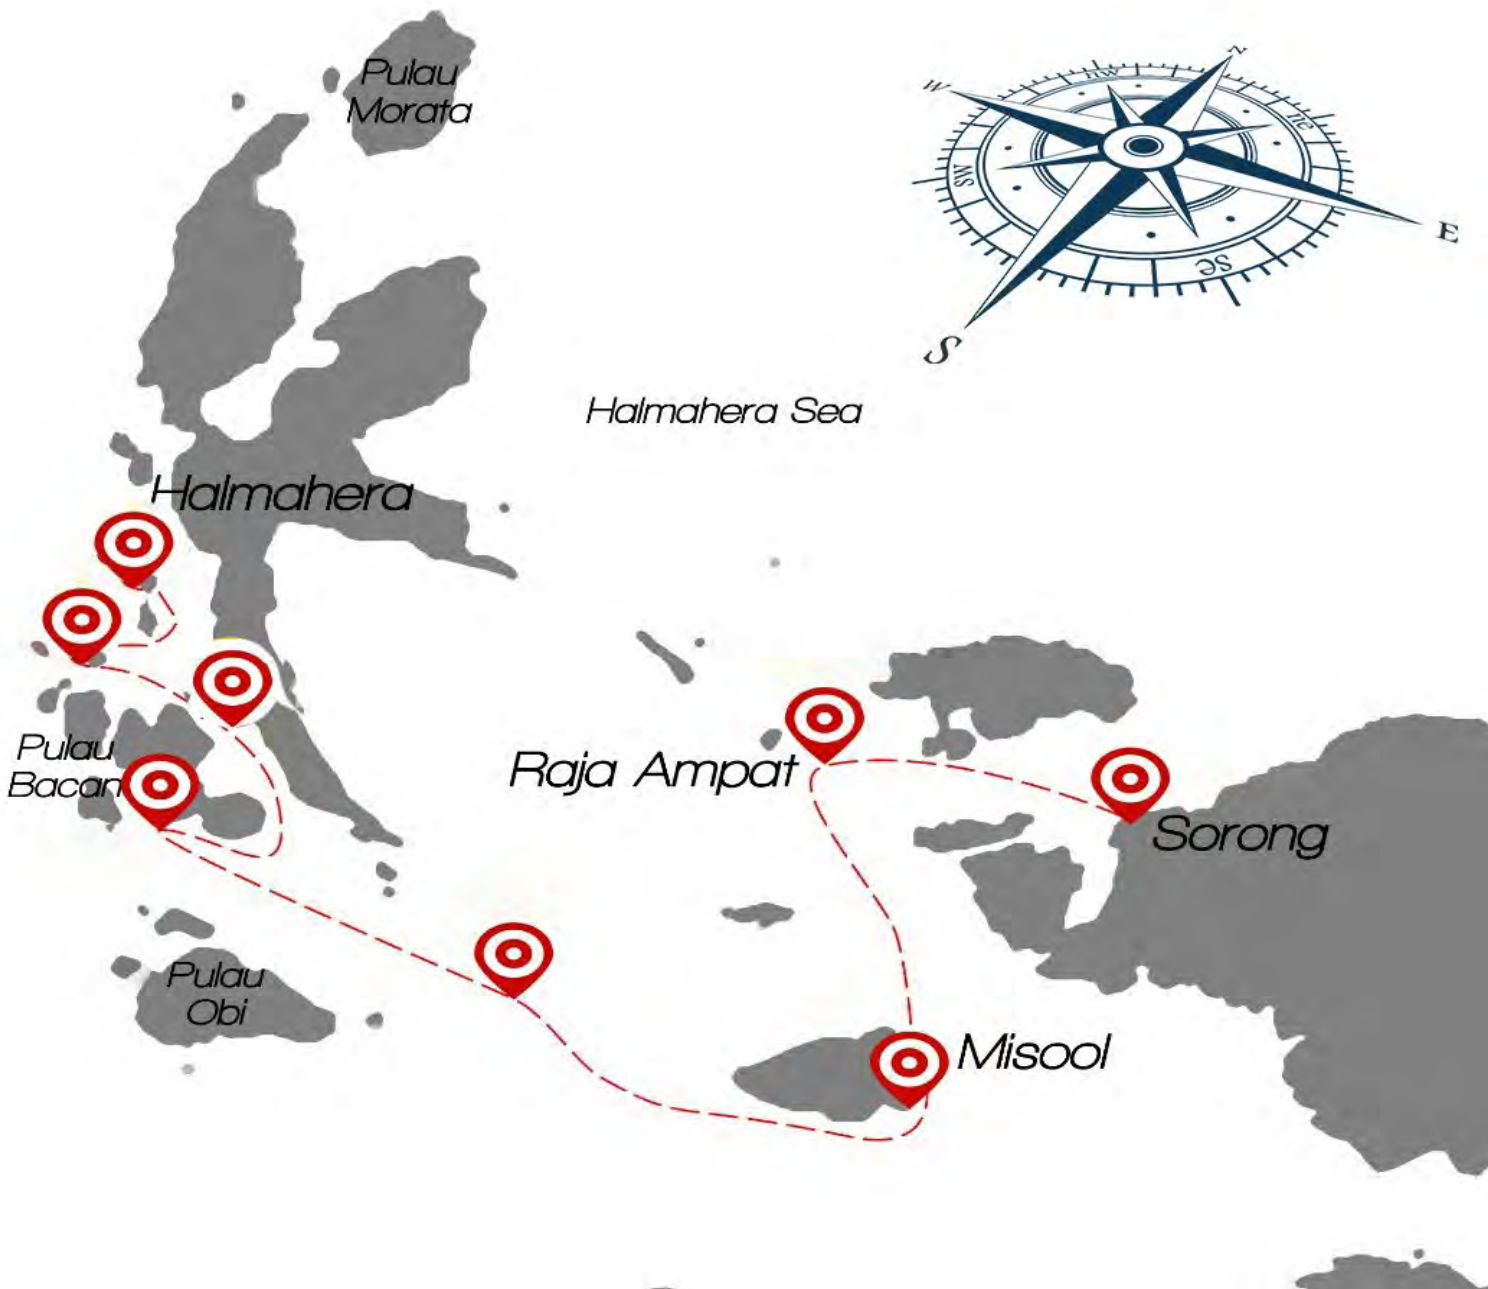 Pulau
Morata
N
W
nw
ne
sw
E
se
S
Halmahera Sea
Halmahera
Pulau
Bacan
Raja Ampat
Sorong
Pulau
Obi
Misool